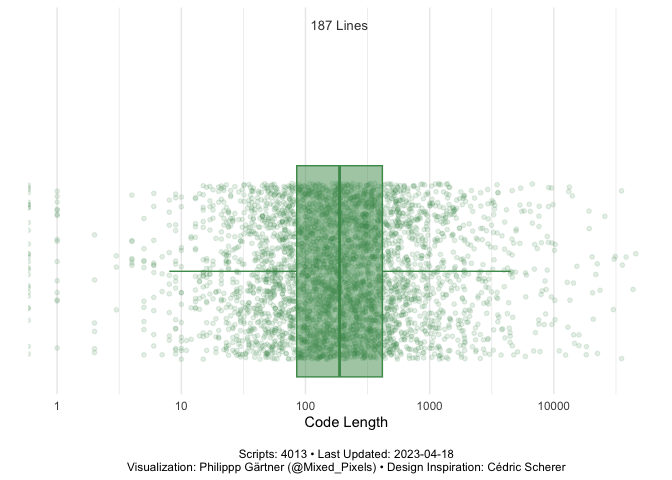 187 Lines
1 10 100 1000 10000
Code Length
Scripts: 4013 • Last Updated: 2023-04-18
Visualization: Philippp Gärtner (@Mixed_Pixels) • Design Inspiration: Cédric Scherer